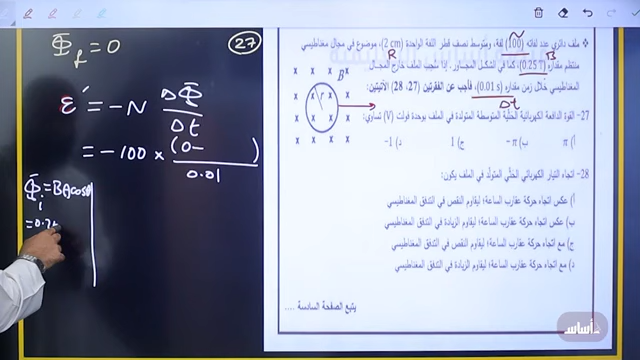 Φ̄f = 0
27
ε' = -N ΔΦ̄ / Δt
= -100 × (0- ) / 0.01
Φ̄i = BAcosθ
= 0.2
ملف دائري عدد لفاته (100) لفة، ومتوسط نصف قطر اللفة الواحدة (2 cm)، موضوع في مجال مغناطيسي
منتظم مقداره (0.25 T)، كما في الشكل المجاور. إذا سُحب الملف خارج المجال
المغناطيسي خلال زمن مقداره (0.01 s)، فأجب عن الفقرتين (27، 28) الآتيتين:
N
R
B
Δt
x x x B x
r
27- القوة الدافعة الكهربائية الحثيّة المتوسطة المتولدة في الملف بوحدة فولت (V) تساوي:
أ) π ب) -π ج) 1 د) -1
28- اتجاه التيار الكهربائي الحثي المتولّد في الملف يكون:
أ) عكس اتجاه حركة عقارب الساعة؛ ليقاوم النقص في التدفق المغناطيسي
ب) عكس اتجاه حركة عقارب الساعة؛ ليقاوم الزيادة في التدفق المغناطيسي
ج) مع اتجاه حركة عقارب الساعة؛ ليقاوم النقص في التدفق المغناطيسي
د) مع اتجاه حركة عقارب الساعة؛ ليقاوم الزيادة في التدفق المغناطيسي
يتبع الصفحة السادسة ....
أساس